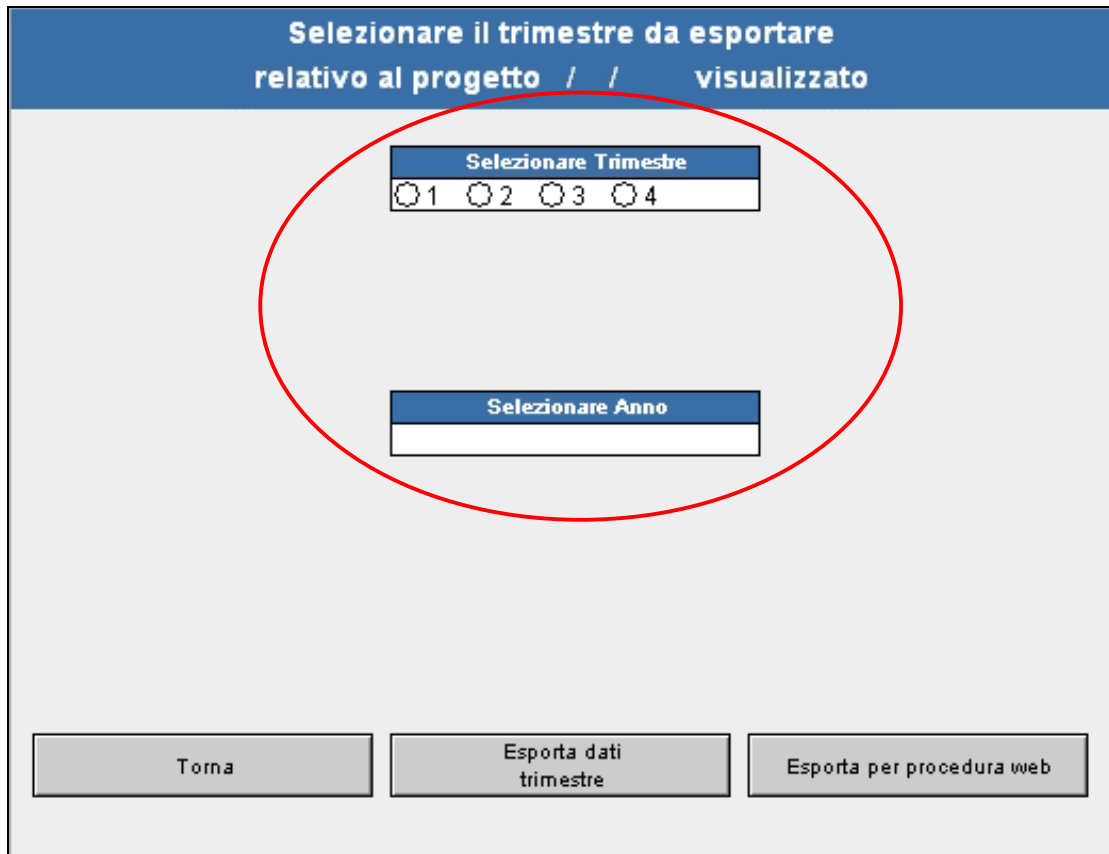 Selezionare il trimestre da esportare
relativo al progetto / / visualizzato
Selezionare Trimestre
1 2 3 4
Selezionare Anno
Torna
Esporta dati
trimestre
Esporta per procedura web